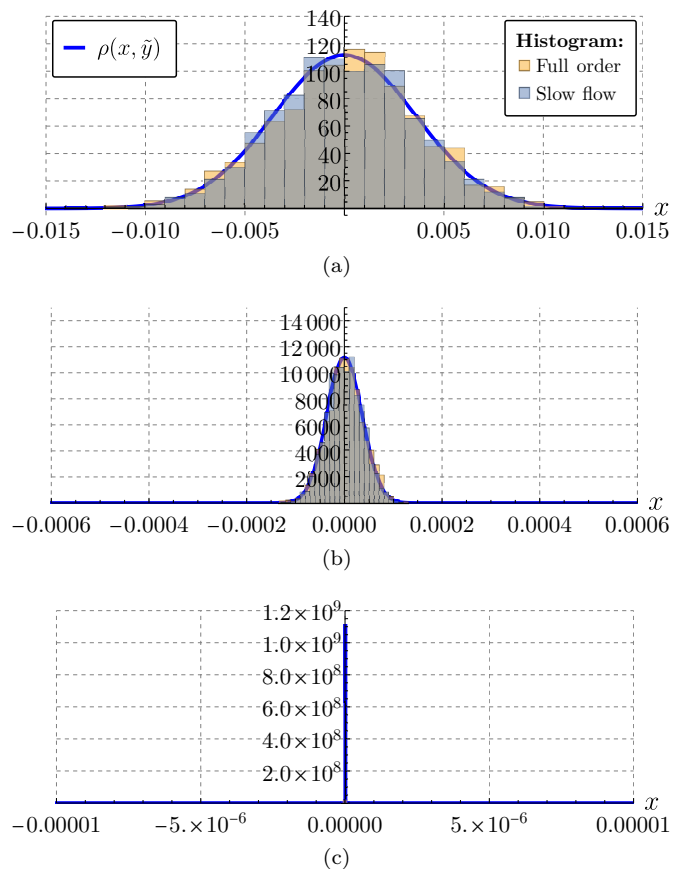 140
ρ(x, ỹ)
Histogram:
Full order
Slow flow
120
100
80
60
40
20
x
−0.015 −0.010 −0.005 0.005 0.010 0.015
(a)
14 000
12 000
10 000
8000
6000
4000
2000
x
−0.0006 −0.0004 −0.0002 0.0000 0.0002 0.0004 0.0006
(b)
1.2×10⁹
1.0×10⁹
8.0×10⁸
6.0×10⁸
4.0×10⁸
2.0×10⁸
x
−0.00001 −5.×10⁻⁶ 0.00000 5.×10⁻⁶ 0.00001
(c)